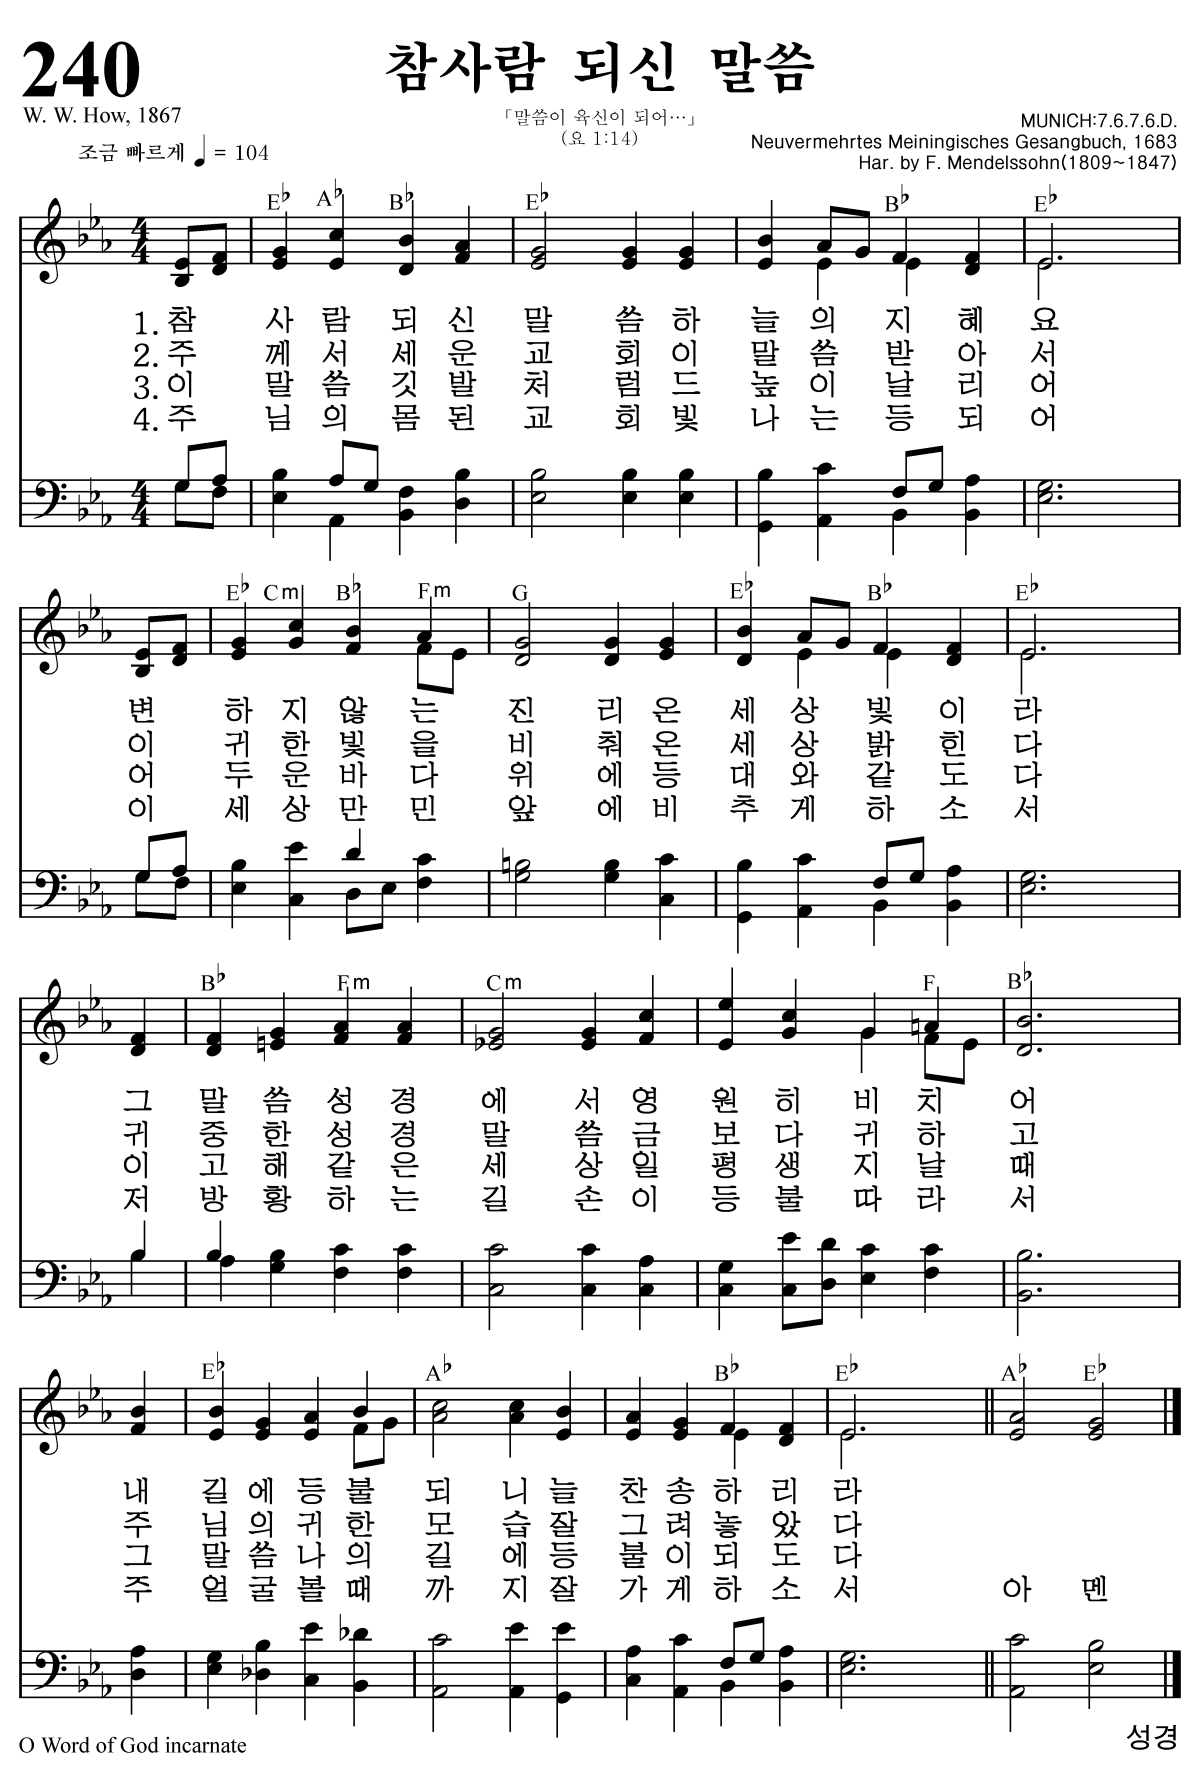 240
참사람 되신 말씀
W. W. How, 1867
「말씀이 육신이 되어…」
(요 1:14)
MUNICH:7.6.7.6.D.
Neuvermehrtes Meiningisches Gesangbuch, 1683
Har. by F. Mendelssohn(1809~1847)
조금 빠르게 ♩ = 104
E♭ A♭ B♭ E♭ B♭ E♭
4 4
1. 참 사 람 되 신 말 씀 하 늘 의 지 혜 요
2. 주 께 서 세 운 교 회 이 말 씀 받 아 서
3. 이 말 씀 깃 발 처 럼 드 높 이 날 리 어
4. 주 님 의 몸 된 교 회 빛 나 는 등 되 어
4 4
E♭ Cm B♭ Fm G E♭ B♭ E♭
변 하 지 않 는 진 리 온 세 상 빛 이 라
이 귀 한 빛 을 비 춰 온 세 상 밝 힌 다
어 두 운 바 다 위 에 등 대 와 같 도 다
이 세 상 만 민 앞 에 비 추 게 하 소 서
B♭ Fm Cm F B♭
그 말 씀 성 경 에 서 영 원 히 비 치 어
귀 중 한 성 경 말 씀 금 보 다 귀 하 고
이 고 해 같 은 세 상 일 평 생 지 날 때
저 방 황 하 는 길 손 이 등 불 따 라 서
E♭ A♭ B♭ E♭ A♭ E♭
내 길 에 등 불 되 니 늘 찬 송 하 리 라
주 님 의 귀 한 모 습 잘 그 려 놓 았 다
그 말 씀 나 의 길 에 등 불 이 되 도 다
주 얼 굴 볼 때 까 지 잘 가 게 하 소 서 아 멘
O Word of God incarnate
성경